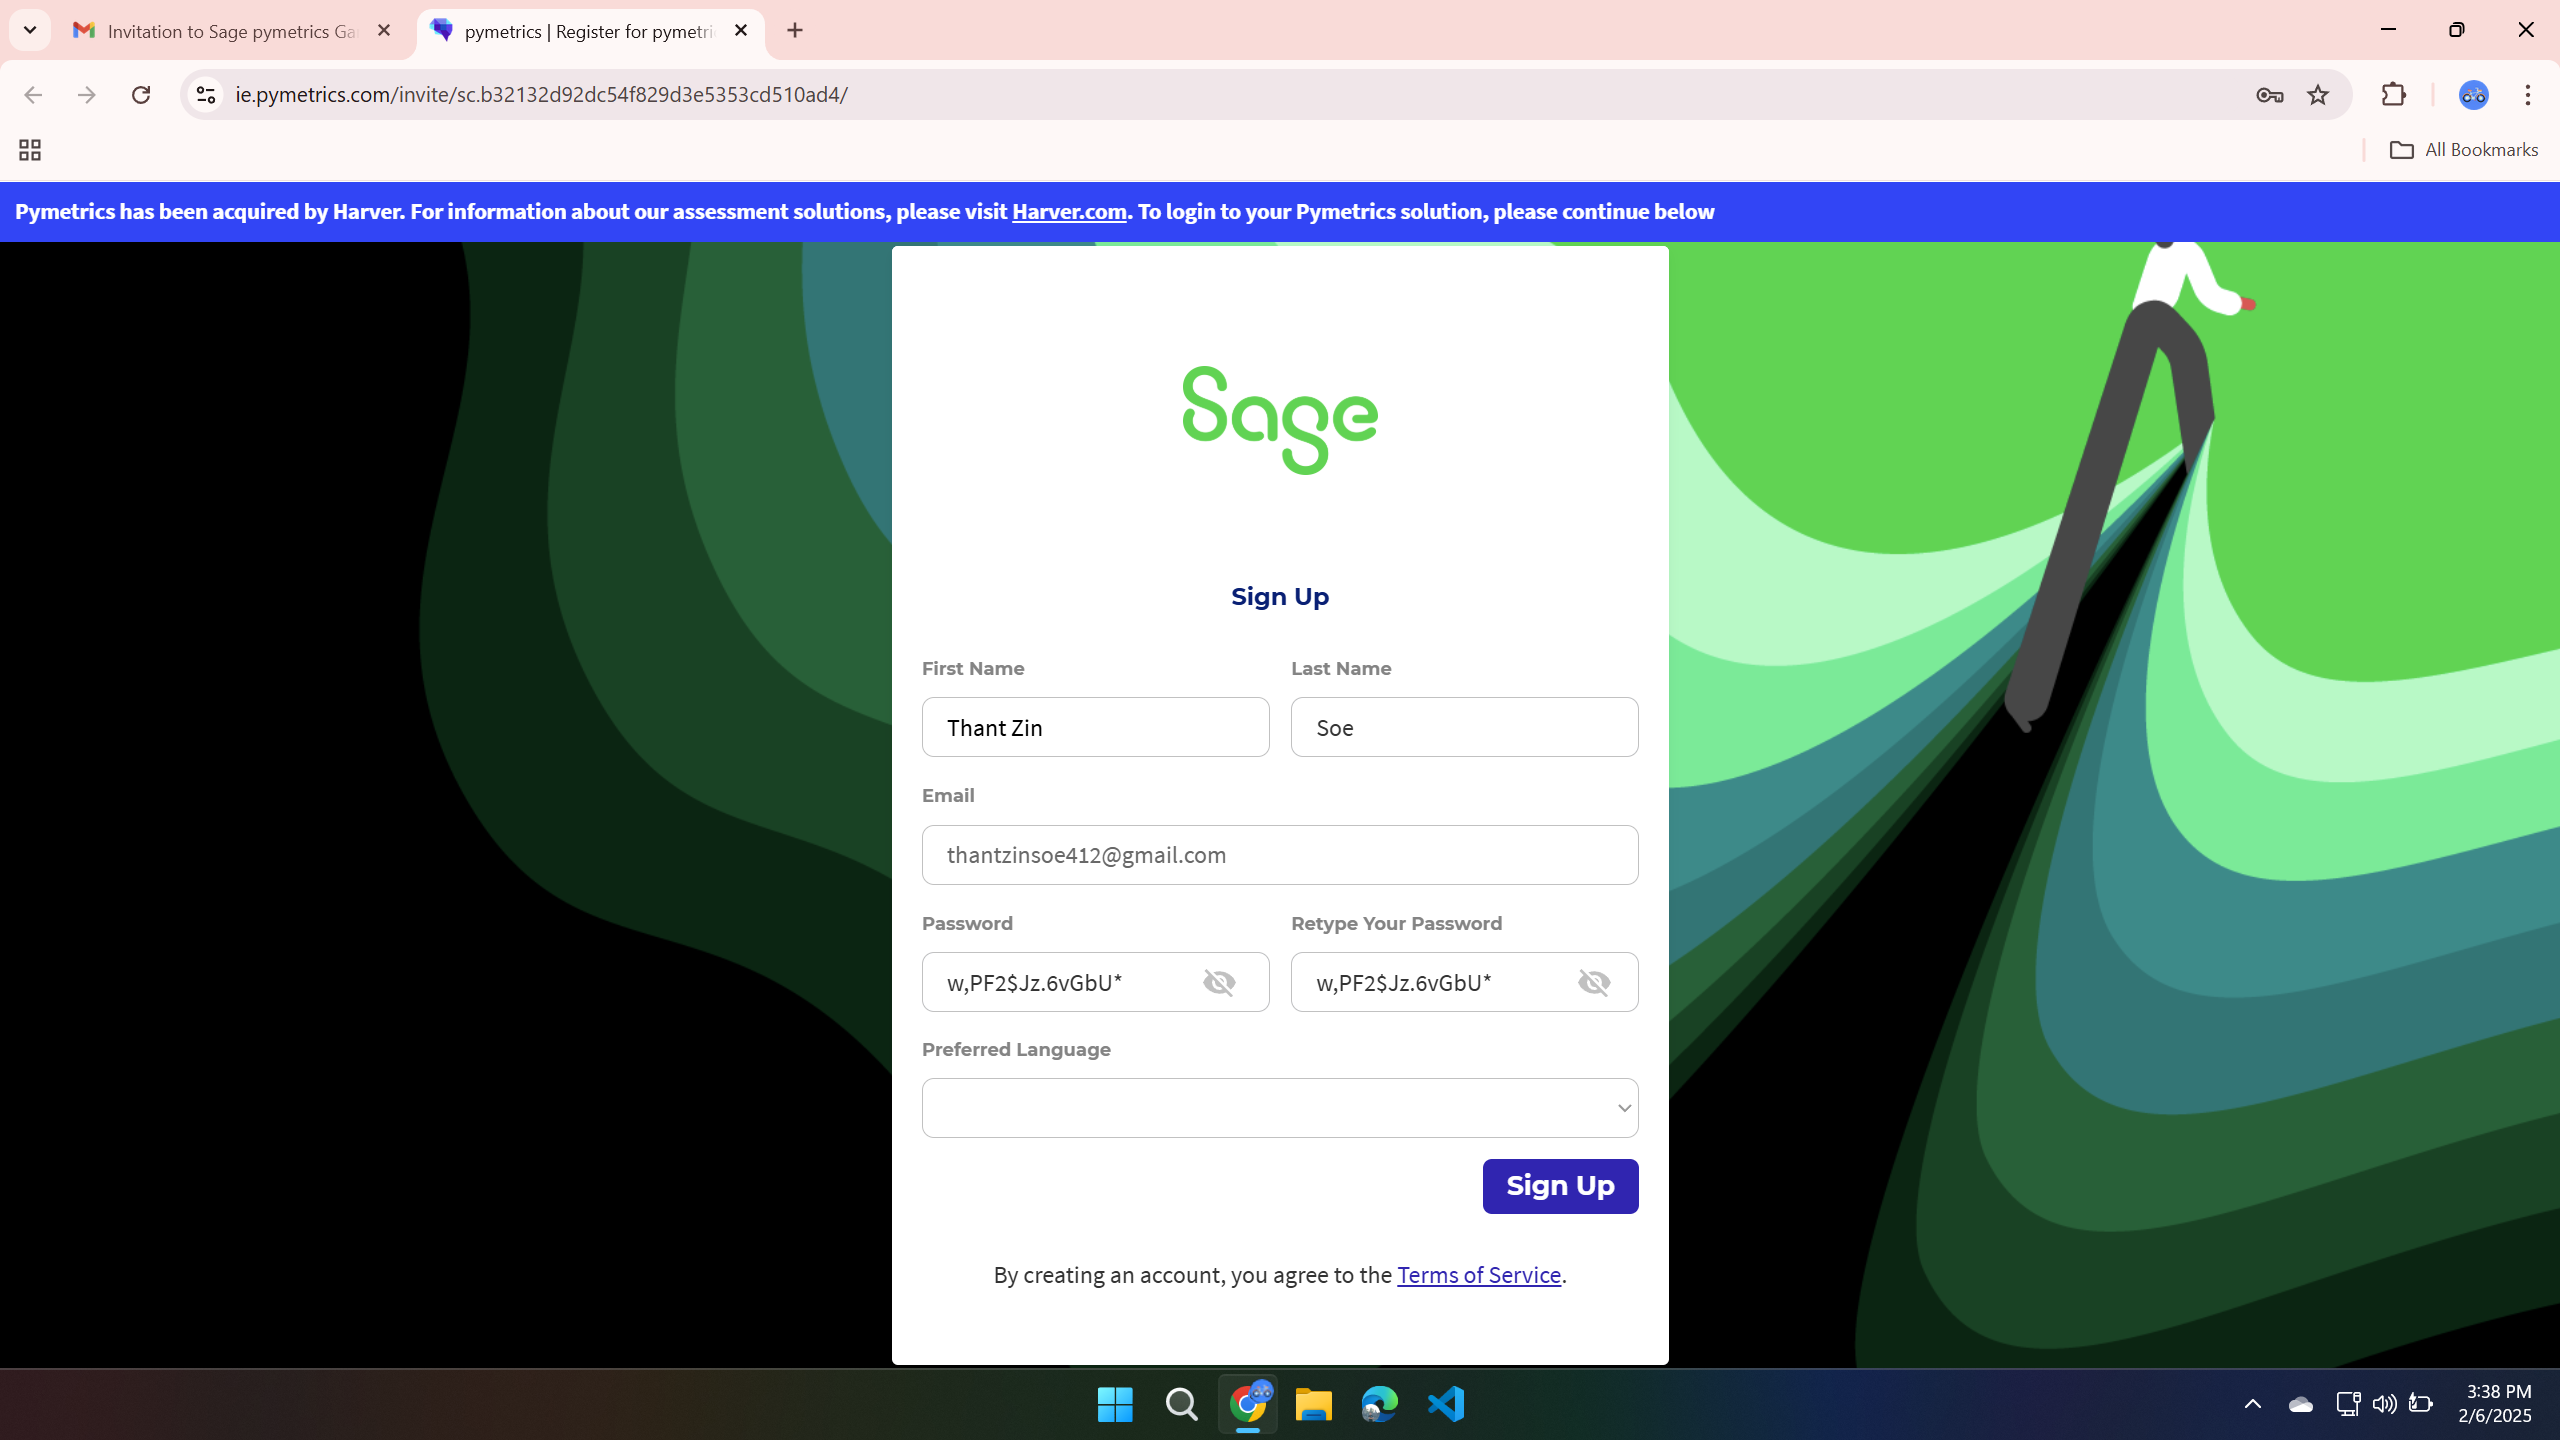 Invitation to Sage pymetrics Ga
pymetrics | Register for pymetri
ie.pymetrics.com/invite/sc.b32132d92dc54f829d3e5353cd510ad4/
All Bookmarks
Pymetrics has been acquired by Harver. For information about our assessment solutions, please visit Harver.com. To login to your Pymetrics solution, please continue below
Sage
Sign Up
First Name
Last Name
Thant Zin
Soe
Email
thantzinsoe412@gmail.com
Password
Retype Your Password
w,PF2$Jz.6vGbU*
w,PF2$Jz.6vGbU*
Preferred Language
Sign Up
By creating an account, you agree to the Terms of Service.
3:38 PM
2/6/2025